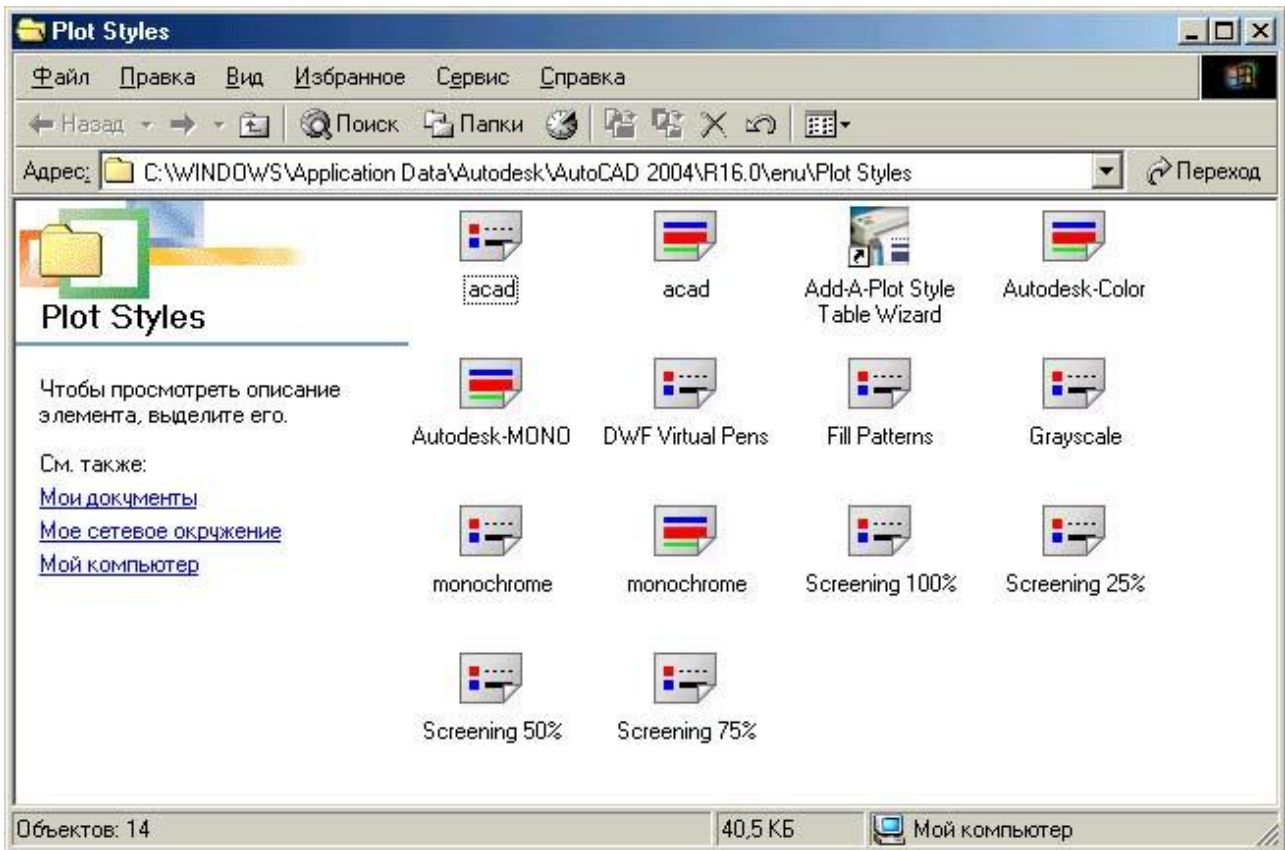 Plot Styles
Файл Правка Вид Избранное Сервис Справка
Назад Поиск Папки
Адрес: C:\WINDOWS\Application Data\Autodesk\AutoCAD 2004\R16.0\enu\Plot Styles Переход
Plot Styles
Чтобы просмотреть описание
элемента, выделите его.
См. также:
Мои документы
Мое сетевое окружение
Мой компьютер
acad acad Add-A-Plot Style Autodesk-Color
Table Wizard
Autodesk-MONO DWF Virtual Pens Fill Patterns Grayscale
monochrome monochrome Screening 100% Screening 25%
Screening 50% Screening 75%
Объектов: 14 40,5 КБ Мой компьютер